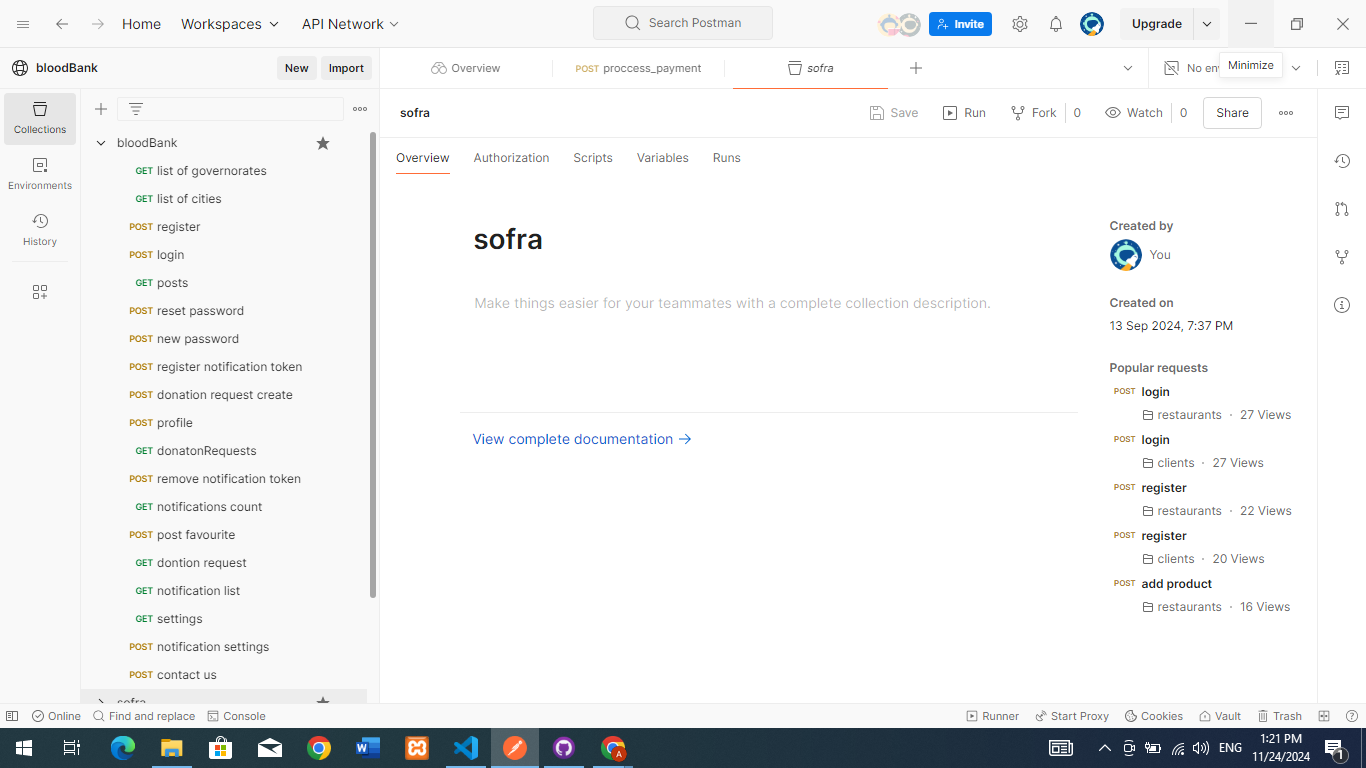 Home
Workspaces
API Network
Search Postman
Invite
Upgrade
bloodBank
New
Import
Overview
POST proccess_payment
sofra
No en
Minimize
Collections
Environments
History
sofra
Save
Run
Fork
0
Watch
0
Share
Overview
Authorization
Scripts
Variables
Runs
bloodBank
GET list of governorates
GET list of cities
POST register
POST login
GET posts
POST reset password
POST new password
POST register notification token
POST donation request create
POST profile
GET donatonRequests
POST remove notification token
GET notifications count
POST post favourite
GET dontion request
GET notification list
GET settings
POST notification settings
POST contact us
sofra
sofra
Make things easier for your teammates with a complete collection description.
View complete documentation →
Created by
You
Created on
13 Sep 2024, 7:37 PM
Popular requests
POST login
restaurants · 27 Views
POST login
clients · 27 Views
POST register
restaurants · 22 Views
POST register
clients · 20 Views
POST add product
restaurants · 16 Views
Online
Find and replace
Console
Runner
Start Proxy
Cookies
Vault
Trash
ENG
1:21 PM
11/24/2024
1